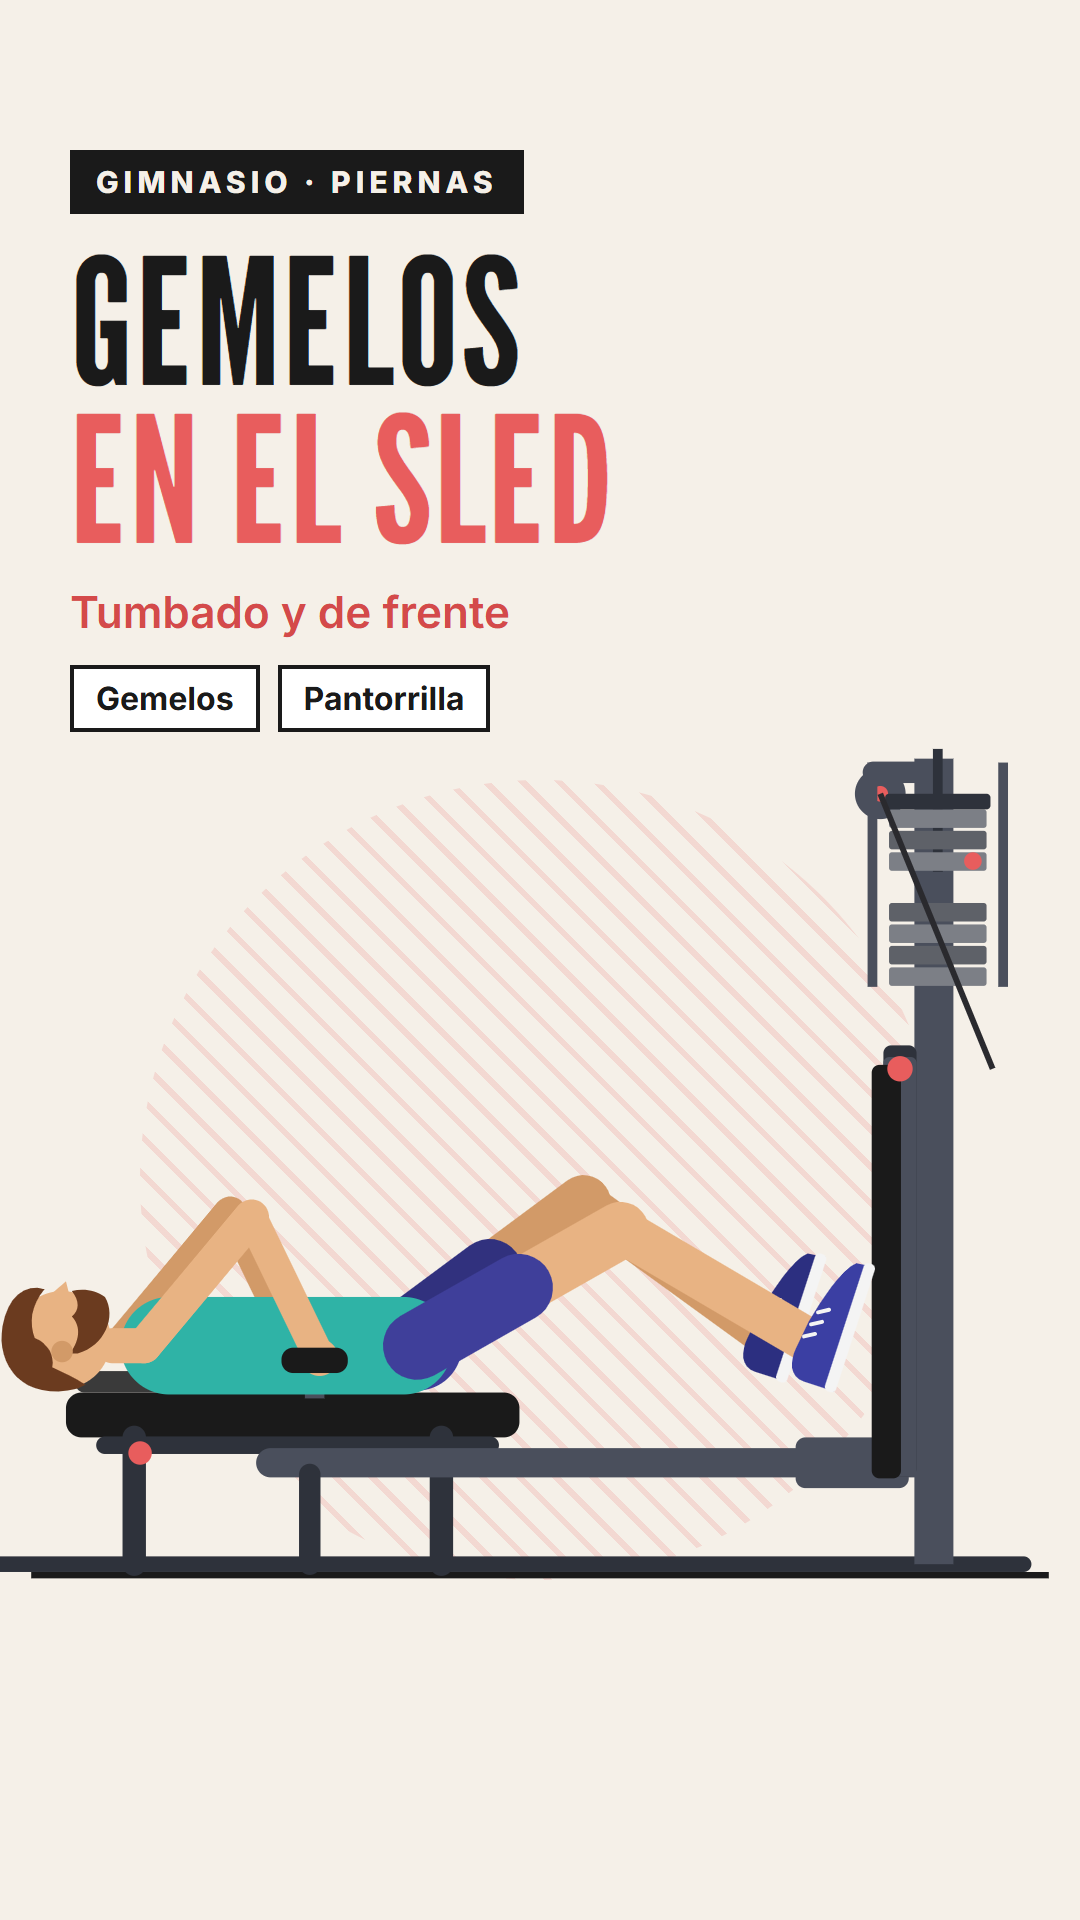 GIMNASIO · PIERNAS
GEMELOS
EN EL SLED
Tumbado y de frente
Gemelos
Pantorrilla